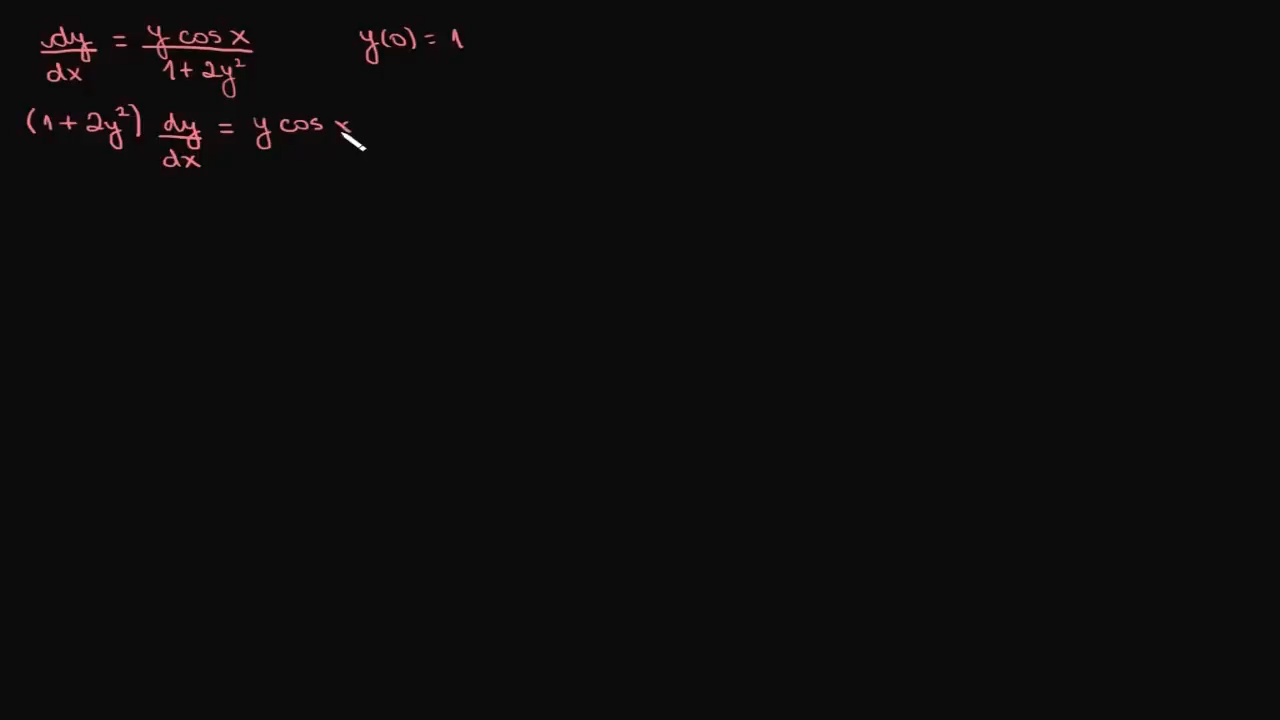 dy/dx = y cos x / 1 + 2y² y(0) = 1
(1 + 2y²) dy/dx = y cos x